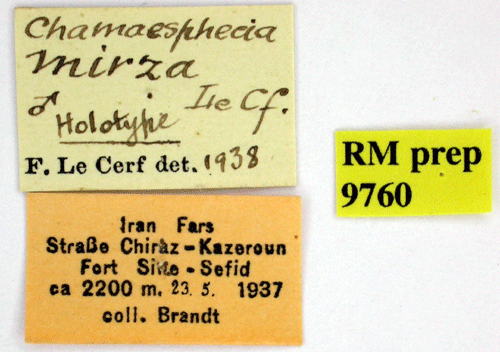 Chamaesphecia
mirza
♂ Le Cf.
Holotype
F. Le Cerf det. 1938
Iran Fars
Straße Chiraz-Kazeroun
Fort Sine-Sefid
ca 2200 m. 23. 5. 1937
coll. Brandt
RM prep
9760